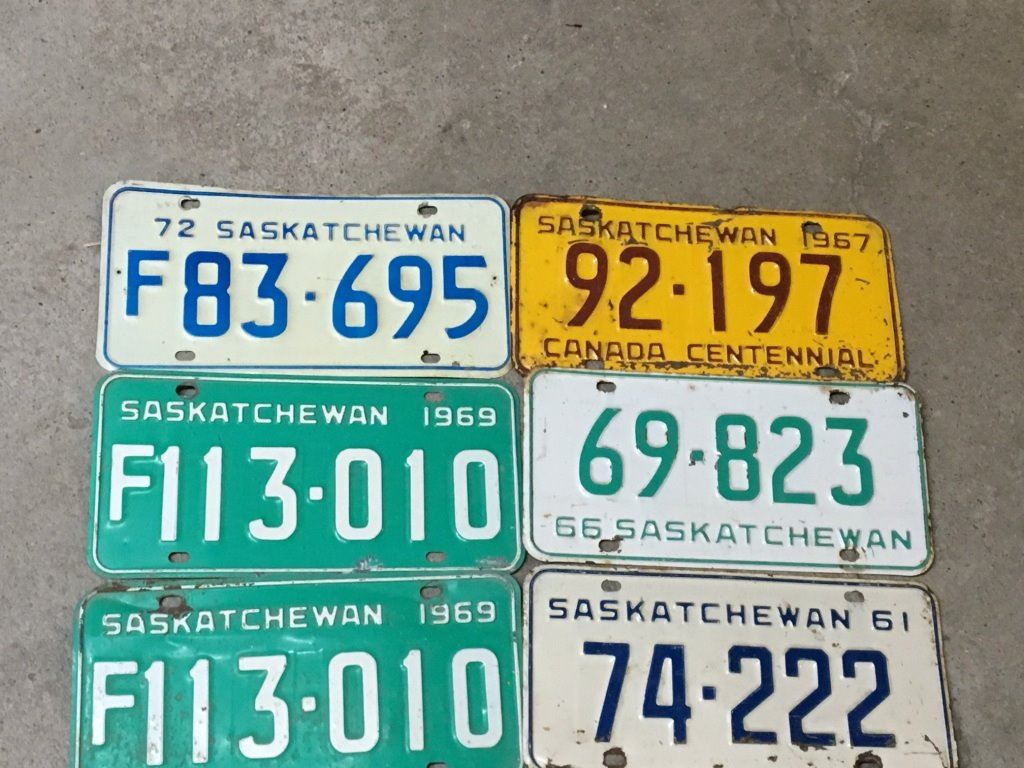 72 SASKATCHEWAN
F83·695
SASKATCHEWAN 1967
92·197
CANADA CENTENNIAL
SASKATCHEWAN 1969
F113·010
69·823
66 SASKATCHEWAN
SASKATCHEWAN 1969
F113·010
SASKATCHEWAN 61
74·222